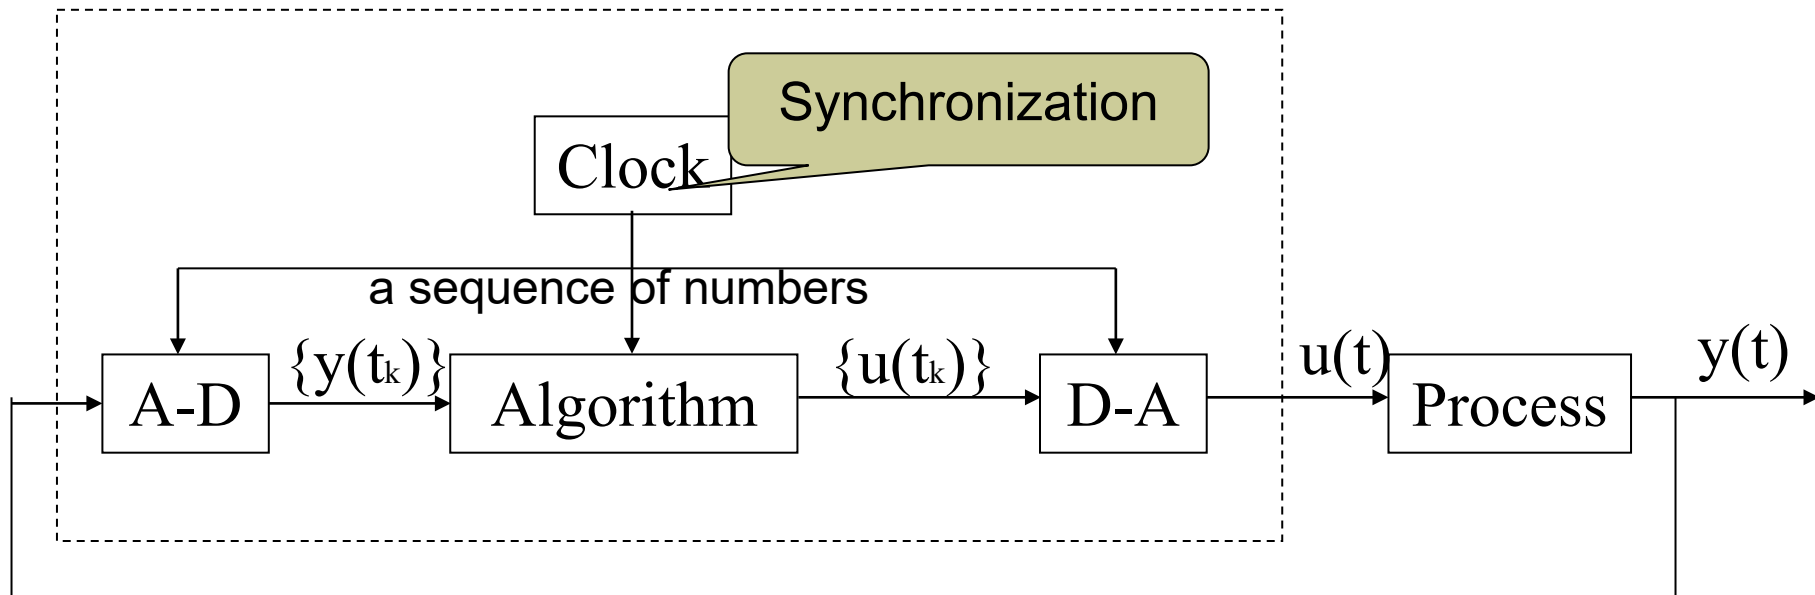 Synchronization
Clock
a sequence of numbers
{y(tₖ)}
{u(tₖ)}
u(t)
y(t)
A-D
Algorithm
D-A
Process